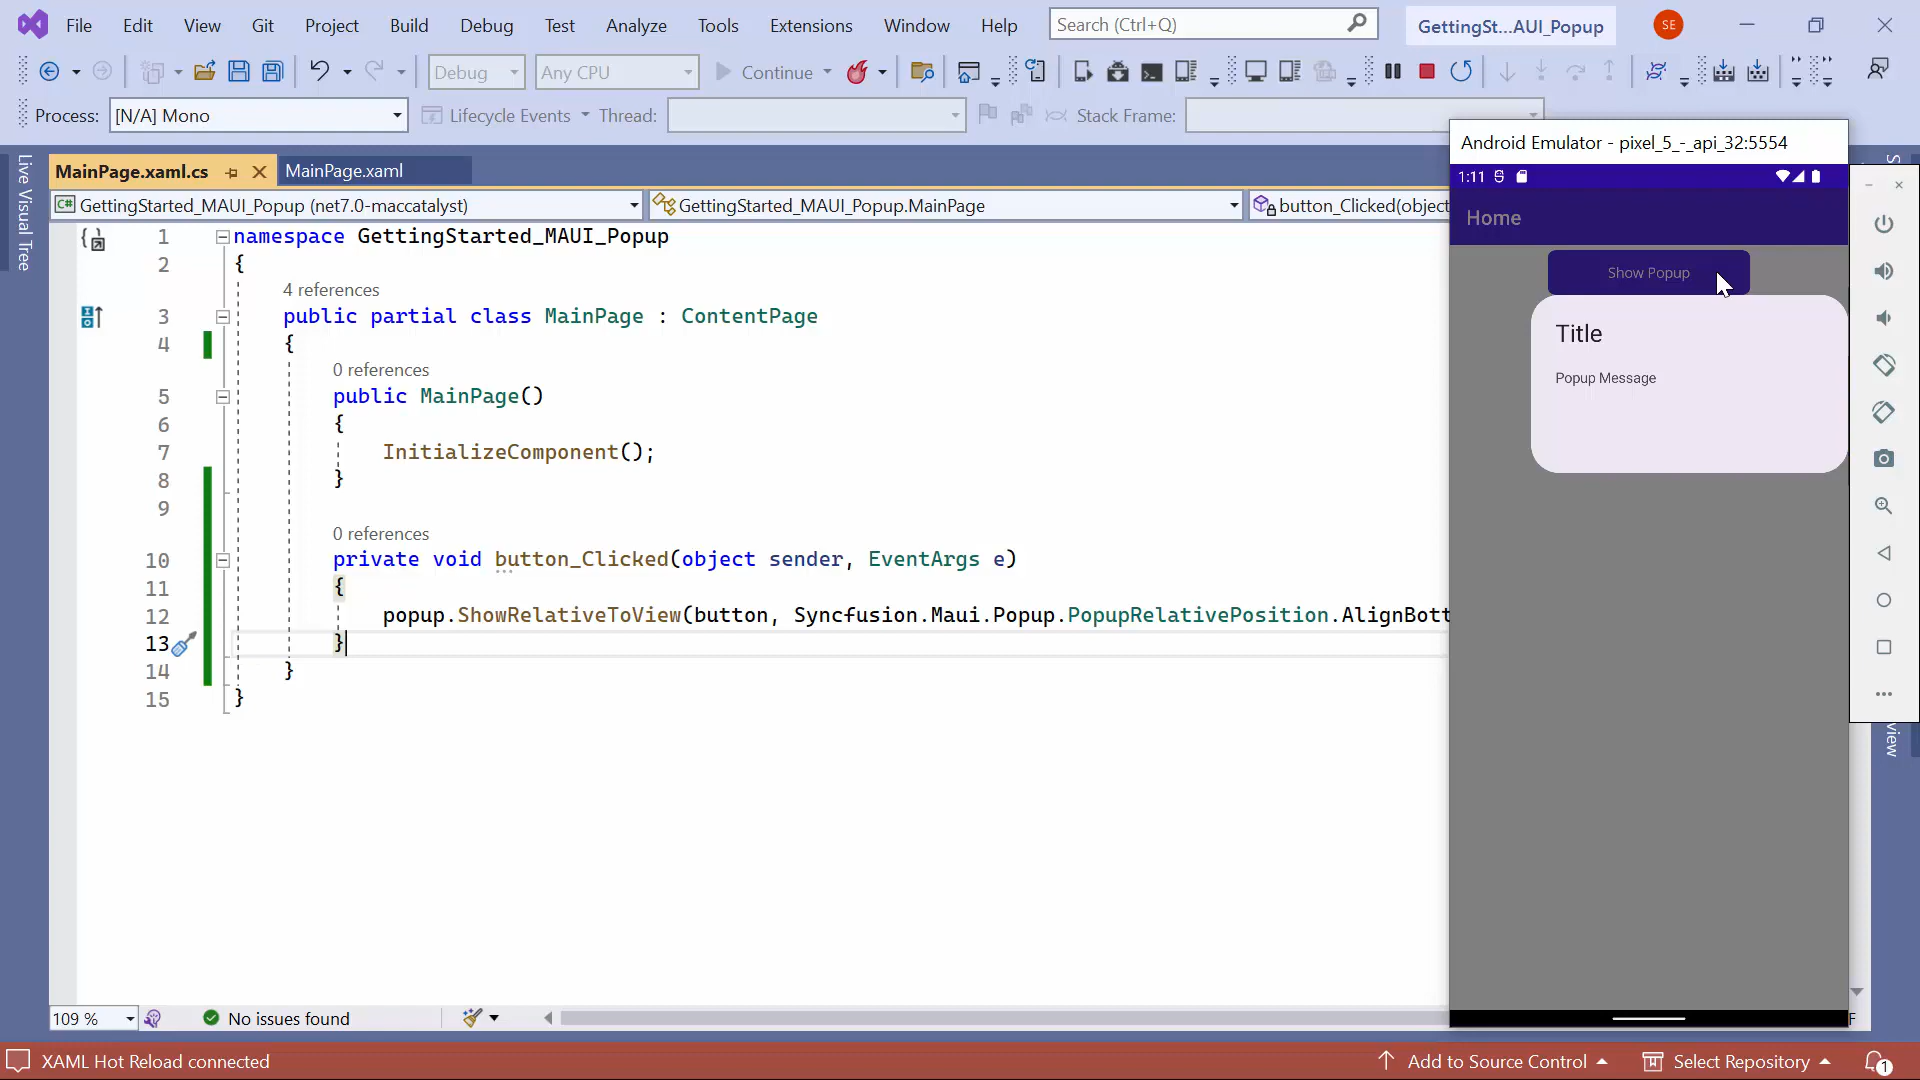 File Edit View Git Project Build Debug Test Analyze Tools Extensions Window Help Search (Ctrl+Q) GettingSt...AUI_Popup SE
Debug Any CPU Continue
Process: [N/A] Mono Lifecycle Events Thread: Stack Frame:
Live Visual Tree
MainPage.xaml.cs MainPage.xaml
GettingStarted_MAUI_Popup (net7.0-maccatalyst) GettingStarted_MAUI_Popup.MainPage button_Clicked(object
1 namespace GettingStarted_MAUI_Popup
2 {
4 references
3 public partial class MainPage : ContentPage
4 {
0 references
5 public MainPage()
6 {
7 InitializeComponent();
8 }
9
0 references
10 private void button_Clicked(object sender, EventArgs e)
11 {
12 popup.ShowRelativeToView(button, Syncfusion.Maui.Popup.PopupRelativePosition.AlignBott
13 }
14 }
15 }
Android Emulator - pixel_5_-_api_32:5554
1:11
Home
Show Popup
Title
Popup Message
109 % No issues found
XAML Hot Reload connected Add to Source Control Select Repository 1